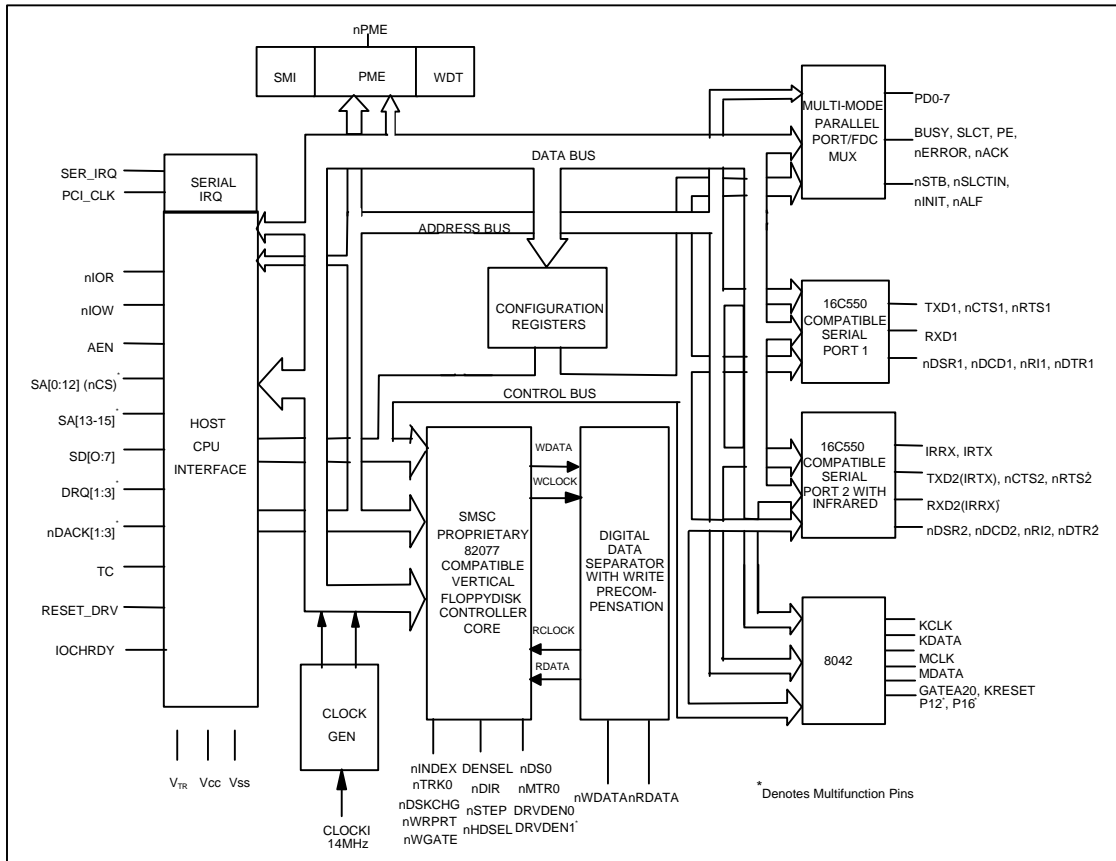 nPME
SMI
PME
WDT
SERIAL
IRQ
SER_IRQ
PCI_CLK
nIOR
nIOW
AEN
SA[0:12] (nCS)*
SA[13-15]*
SD[O:7]
DRQ[1:3]*
nDACK[1:3]*
TC
RESET_DRV
IOCHRDY
HOST
CPU
INTERFACE
VTR
Vcc
Vss
DATA BUS
ADDRESS BUS
CONFIGURATION
REGISTERS
CONTROL BUS
CLOCK
GEN
CLOCKI
14MHz
SMSC
PROPRIETARY
82077
COMPATIBLE
VERTICAL
FLOPPYDISK
CONTROLLER
CORE
WDATA
WCLOCK
RCLOCK
RDATA
DIGITAL
DATA
SEPARATOR
WITH WRITE
PRECOM-
PENSATION
nINDEX
nTRK0
nDSKCHG
nWRPRT
nWGATE
DENSEL
nDIR
nSTEP
nHDSEL
nDS0
nMTR0
DRVDEN0
DRVDEN1*
nWDATA
nRDATA
MULTI-MODE
PARALLEL
PORT/FDC
MUX
PD0-7
BUSY, SLCT, PE,
nERROR, nACK
nSTB, nSLCTIN,
nINIT, nALF
16C550
COMPATIBLE
SERIAL
PORT 1
TXD1, nCTS1, nRTS1
RXD1
nDSR1, nDCD1, nRI1, nDTR1
16C550
COMPATIBLE
SERIAL
PORT 2 WITH
INFRARED
IRRX, IRTX
TXD2(IRTX), nCTS2, nRTS2*
RXD2(IRRX)*
nDSR2, nDCD2, nRI2, nDTR2*
8042
KCLK
KDATA
MCLK
MDATA
GATEA20, KRESET
P12*, P16*
*Denotes Multifunction Pins